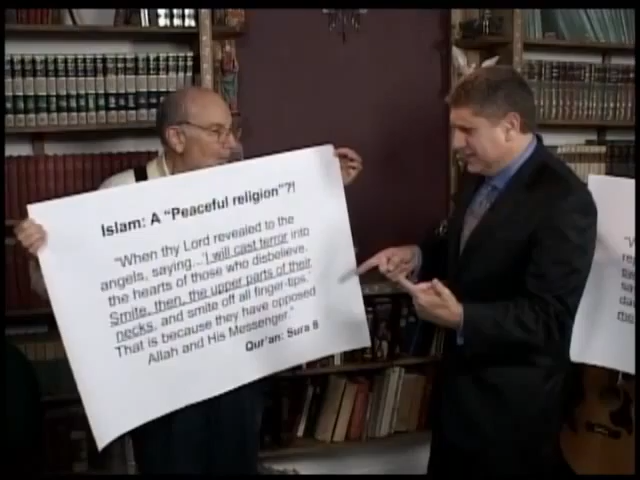 Islam: A "Peaceful religion"?!
"When thy Lord revealed to the
angels, saying...'I will cast terror into
the hearts of those who disbelieve.
Smite, then, the upper parts of their
necks, and smite off all finger-tips'.
That is because they have opposed
Allah and His Messenger."
Qur'an: Sura 8